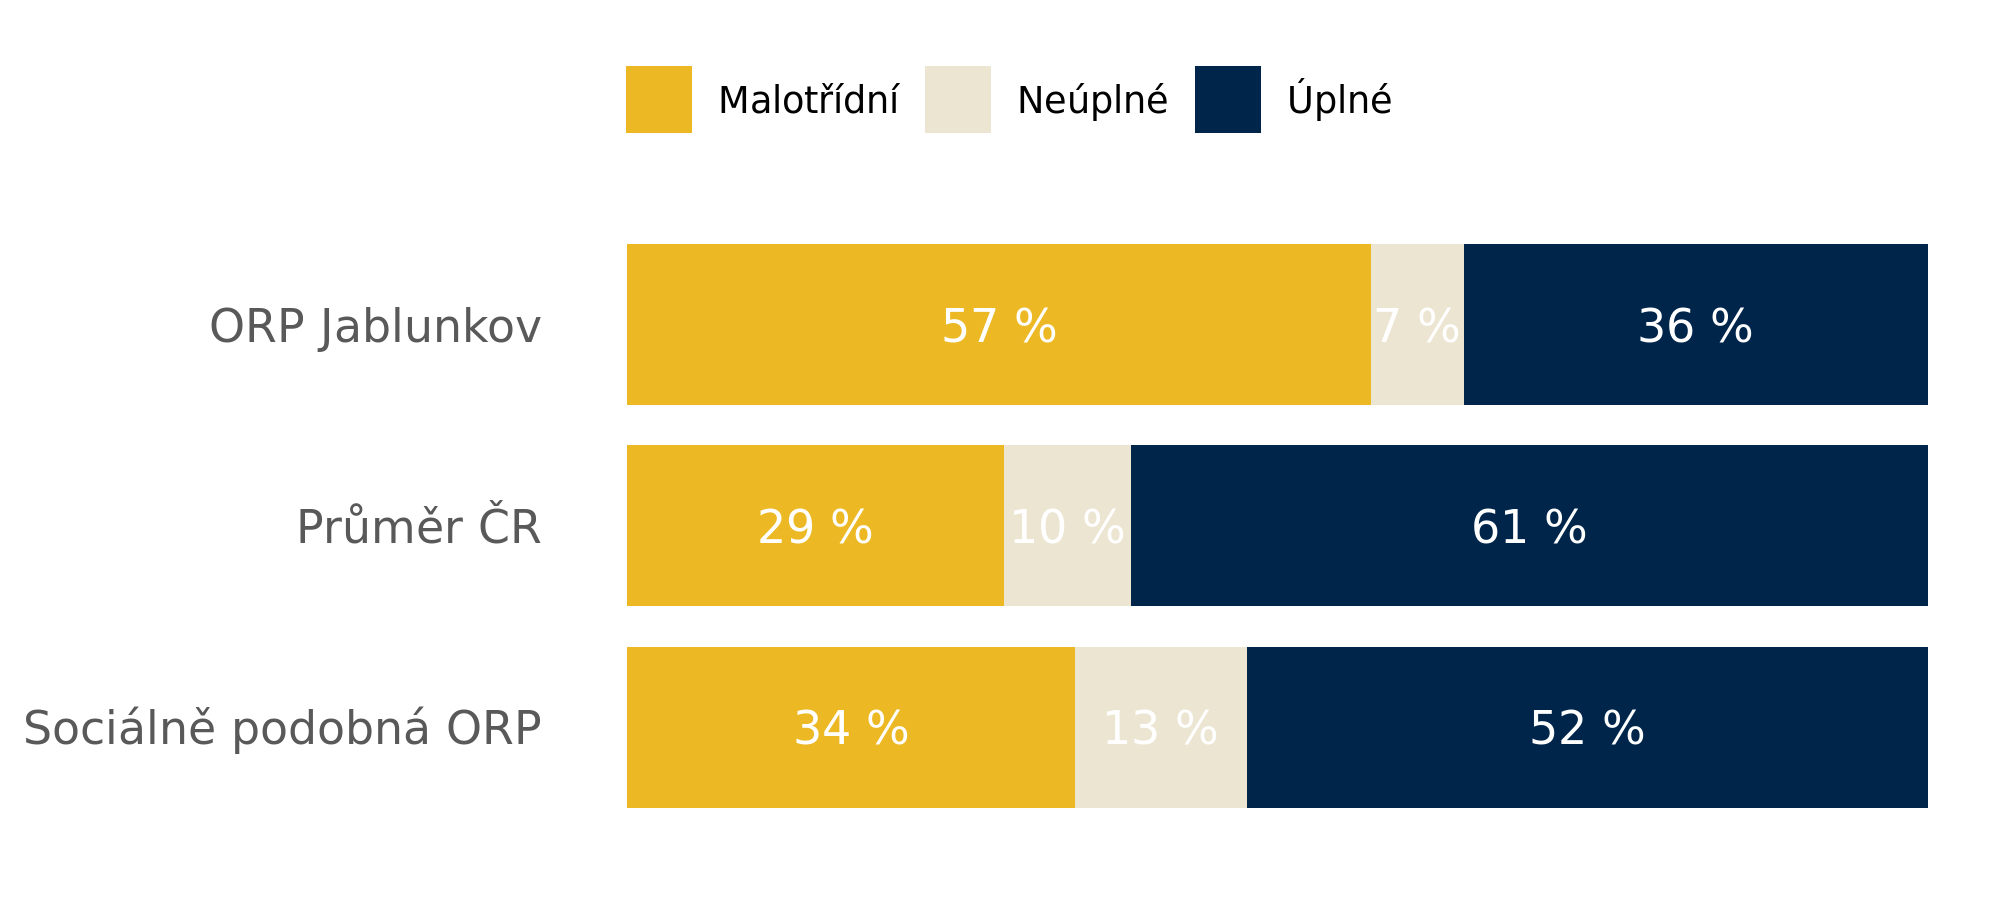 Malotřídní Neúplné Úplné
ORP Jablunkov 57 % 7 % 36 %
Průměr ČR 29 % 10 % 61 %
Sociálně podobná ORP 34 % 13 % 52 %